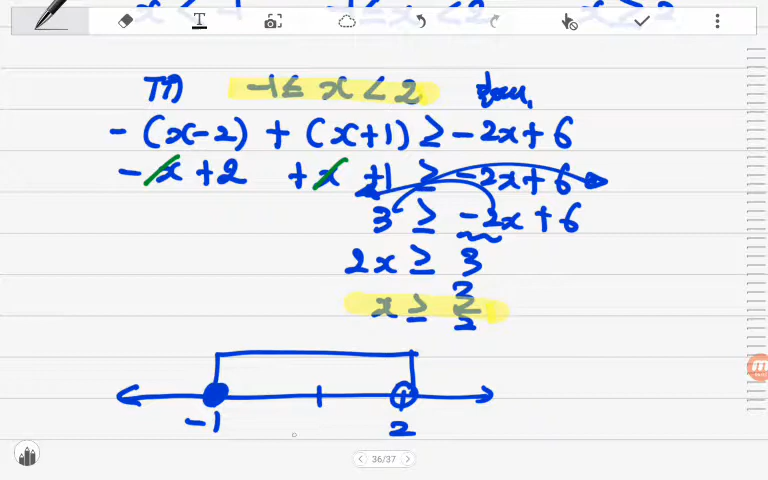 -1 ≤ x < 2
- (x-2) + (x+1) ≥ -2x+6
- x +2 + x +1 ≥ -2x+6
3 ≥ -2x+6
2x ≥ 3
x ≥ 3/2
-1 2
36/37